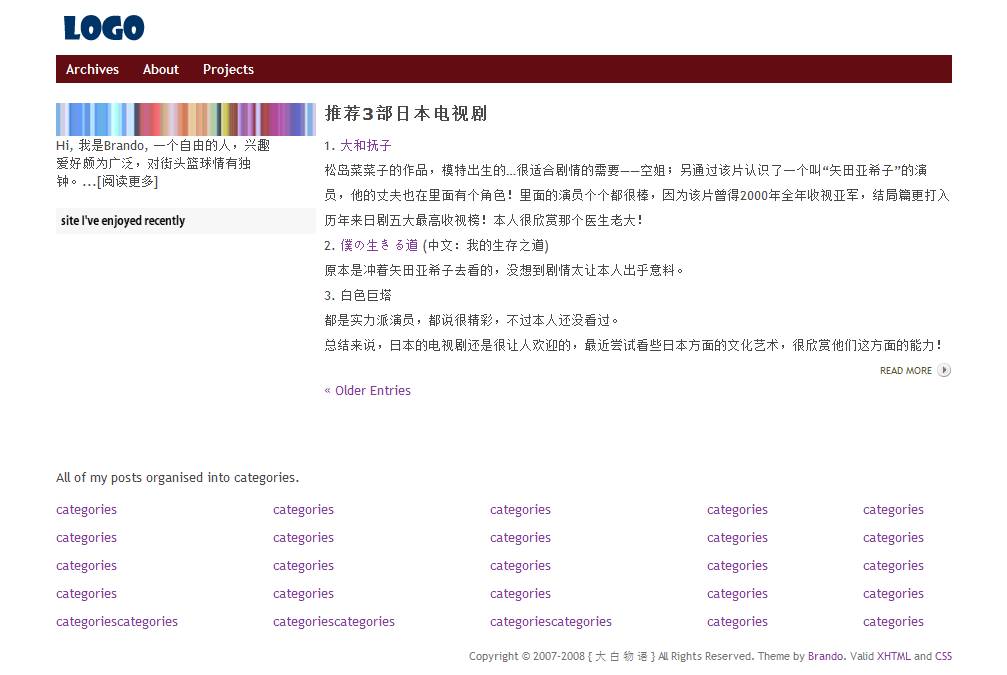 LOGO
Archives About Projects
Hi, 我是Brando, 一个自由的人，兴趣
爱好颇为广泛，对街头篮球情有独
钟。...[阅读更多]
site I've enjoyed recently
推荐3部日本电视剧
1. 大和抚子
松岛菜菜子的作品，模特出生的…很适合剧情的需要——空姐；另通过该片认识了一个叫“矢田亚希子”的演
员，他的丈夫也在里面有个角色！里面的演员个个都很棒，因为该片曾得2000年全年收视亚军，结局篇更打入
历年来日剧五大最高收视榜！本人很欣赏那个医生老大！
2. 僕の生きる道 (中文：我的生存之道)
原本是冲着矢田亚希子去看的，没想到剧情太让本人出乎意料。
3. 白色巨塔
都是实力派演员，都说很精彩，不过本人还没看过。
总结来说，日本的电视剧还是很让人欢迎的，最近尝试看些日本方面的文化艺术，很欣赏他们这方面的能力！
READ MORE
« Older Entries
All of my posts organised into categories.
categories categories categories categories categories
categories categories categories categories categories
categories categories categories categories categories
categories categories categories categories categories
categoriescategories categoriescategories categoriescategories categories categories
Copyright © 2007-2008 { 大 白 物 语 } All Rights Reserved. Theme by Brando. Valid XHTML and CSS